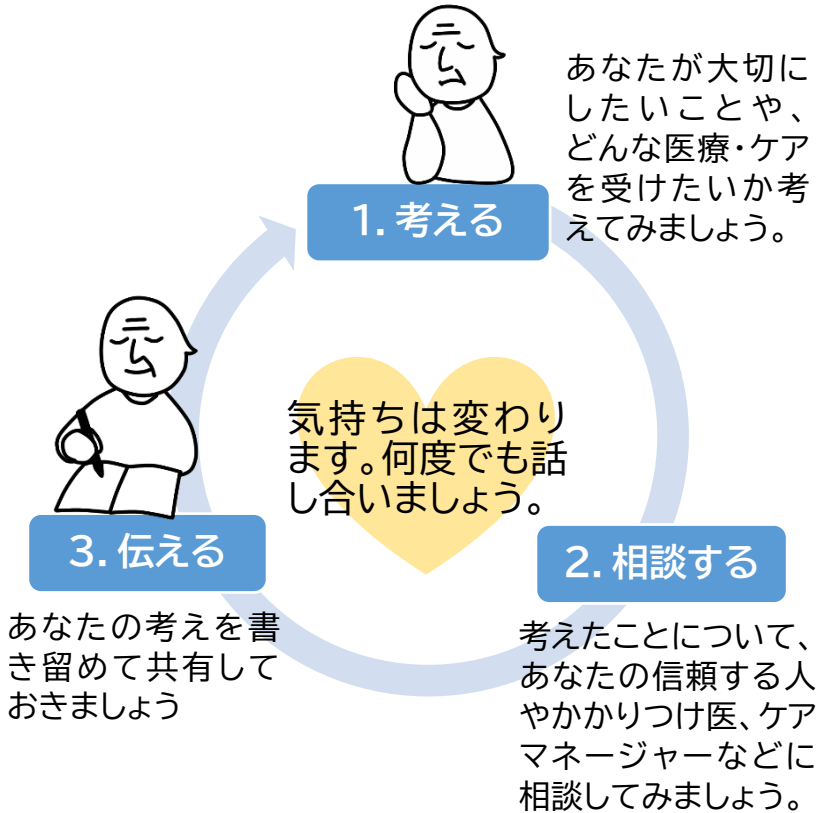 あなたが大切に
したいことや、
どんな医療・ケア
を受けたいか考
えてみましょう。
1.考える
気持ちは変わり
ます。何度でも話
し合いましょう。
2.相談する
考えたことについて、
あなたの信頼する人
やかかりつけ医、ケア
マネージャーなどに
相談してみましょう。
3.伝える
あなたの考えを書
き留めて共有して
おきましょう